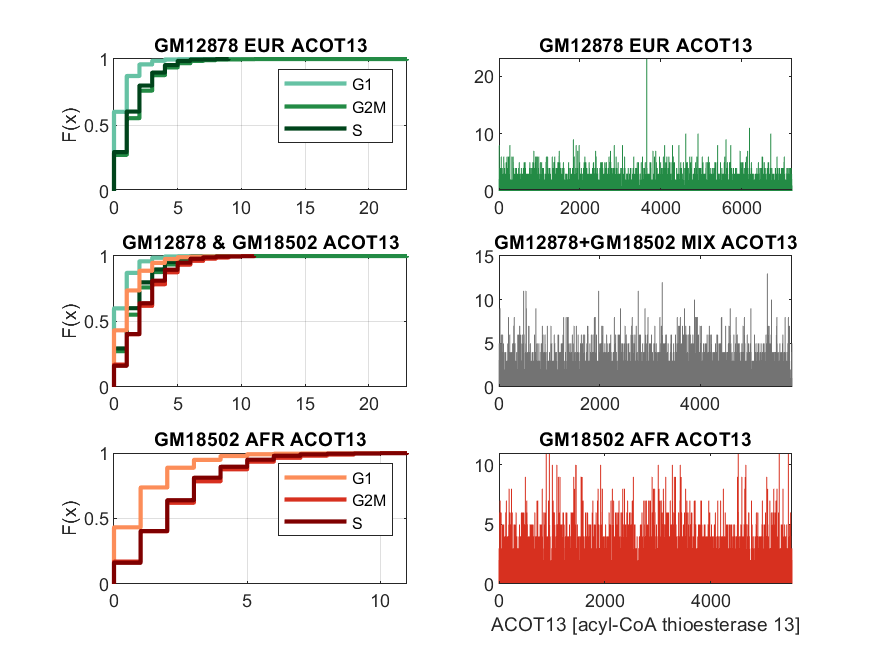 GM12878 EUR ACOT13
F(x)
1
0.5
0
0 5 10 15 20
G1
G2M
S
GM12878 EUR ACOT13
20
10
0
0 2000 4000 6000
GM12878 & GM18502 ACOT13
F(x)
1
0.5
0
0 5 10 15 20
GM12878+GM18502 MIX ACOT13
15
10
5
0
0 2000 4000
GM18502 AFR ACOT13
F(x)
1
0.5
0
0 5 10
G1
G2M
S
GM18502 AFR ACOT13
10
5
0
0 2000 4000
ACOT13 [acyl-CoA thioesterase 13]